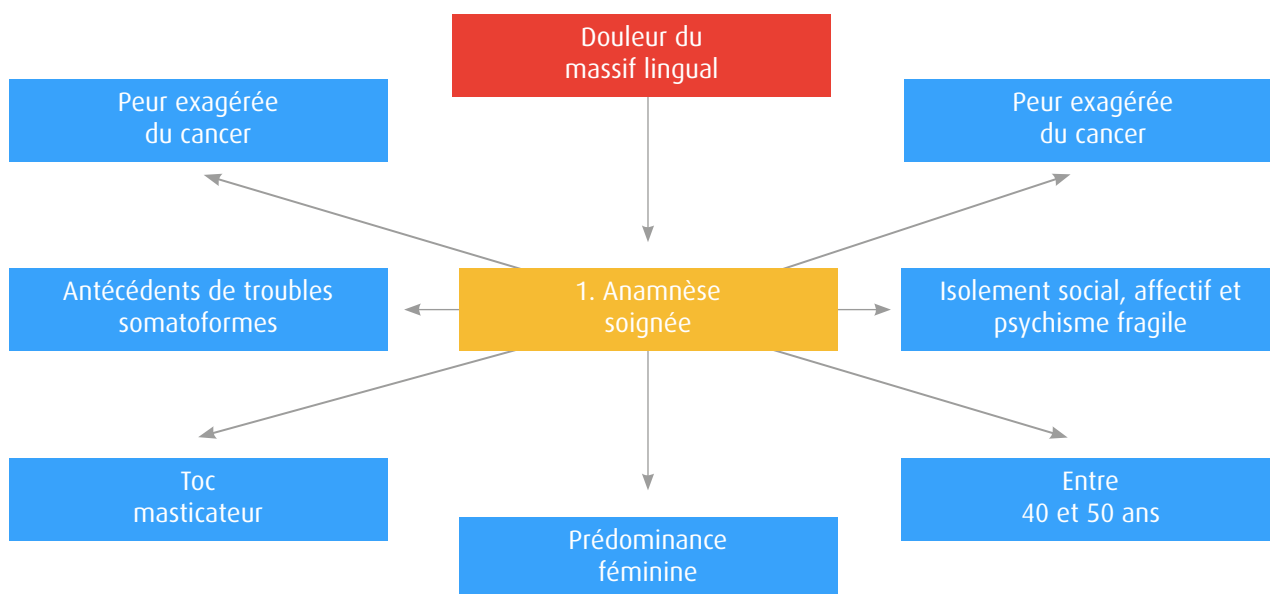 Douleur du
massif lingual
Peur exagérée
du cancer
Peur exagérée
du cancer
Antécédents de troubles
somatoformes
1. Anamnèse
soignée
Isolement social, affectif et
psychisme fragile
Toc
masticateur
Prédominance
féminine
Entre
40 et 50 ans